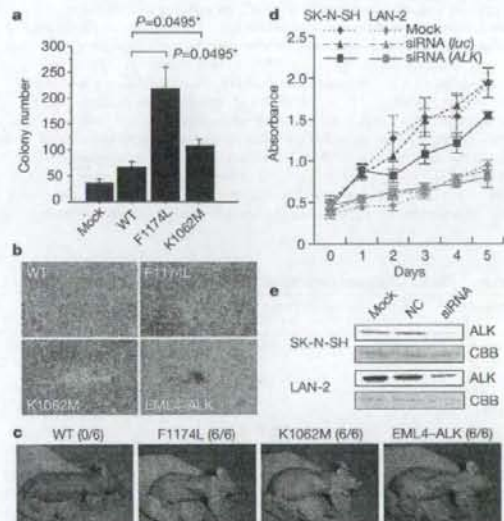 a
P=0.0495*
P=0.0495*
Colony number
300
250
200
150
100
50
0
Mock
WT
F1174L
K1062M
b
WT
F1174L
K1062M
EML4–ALK
c
WT (0/6)
F1174L (6/6)
K1062M (6/6)
EML4–ALK (6/6)
d
SK-N-SH LAN-2
Mock
siRNA (luc)
siRNA (ALK)
Absorbance
2.5
2.0
1.5
1.0
0.5
0
0 1 2 3 4 5
Days
e
Mock
NC
siRNA
SK-N-SH
ALK
CBB
LAN-2
ALK
CBB